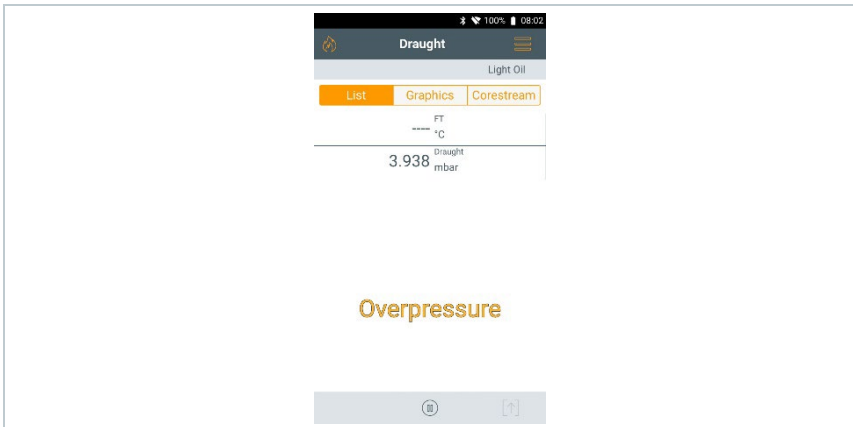 100% 08:02
Draught
Light Oil
List Graphics Corestream
FT
---- °C
Draught
3.938 mbar
Overpressure